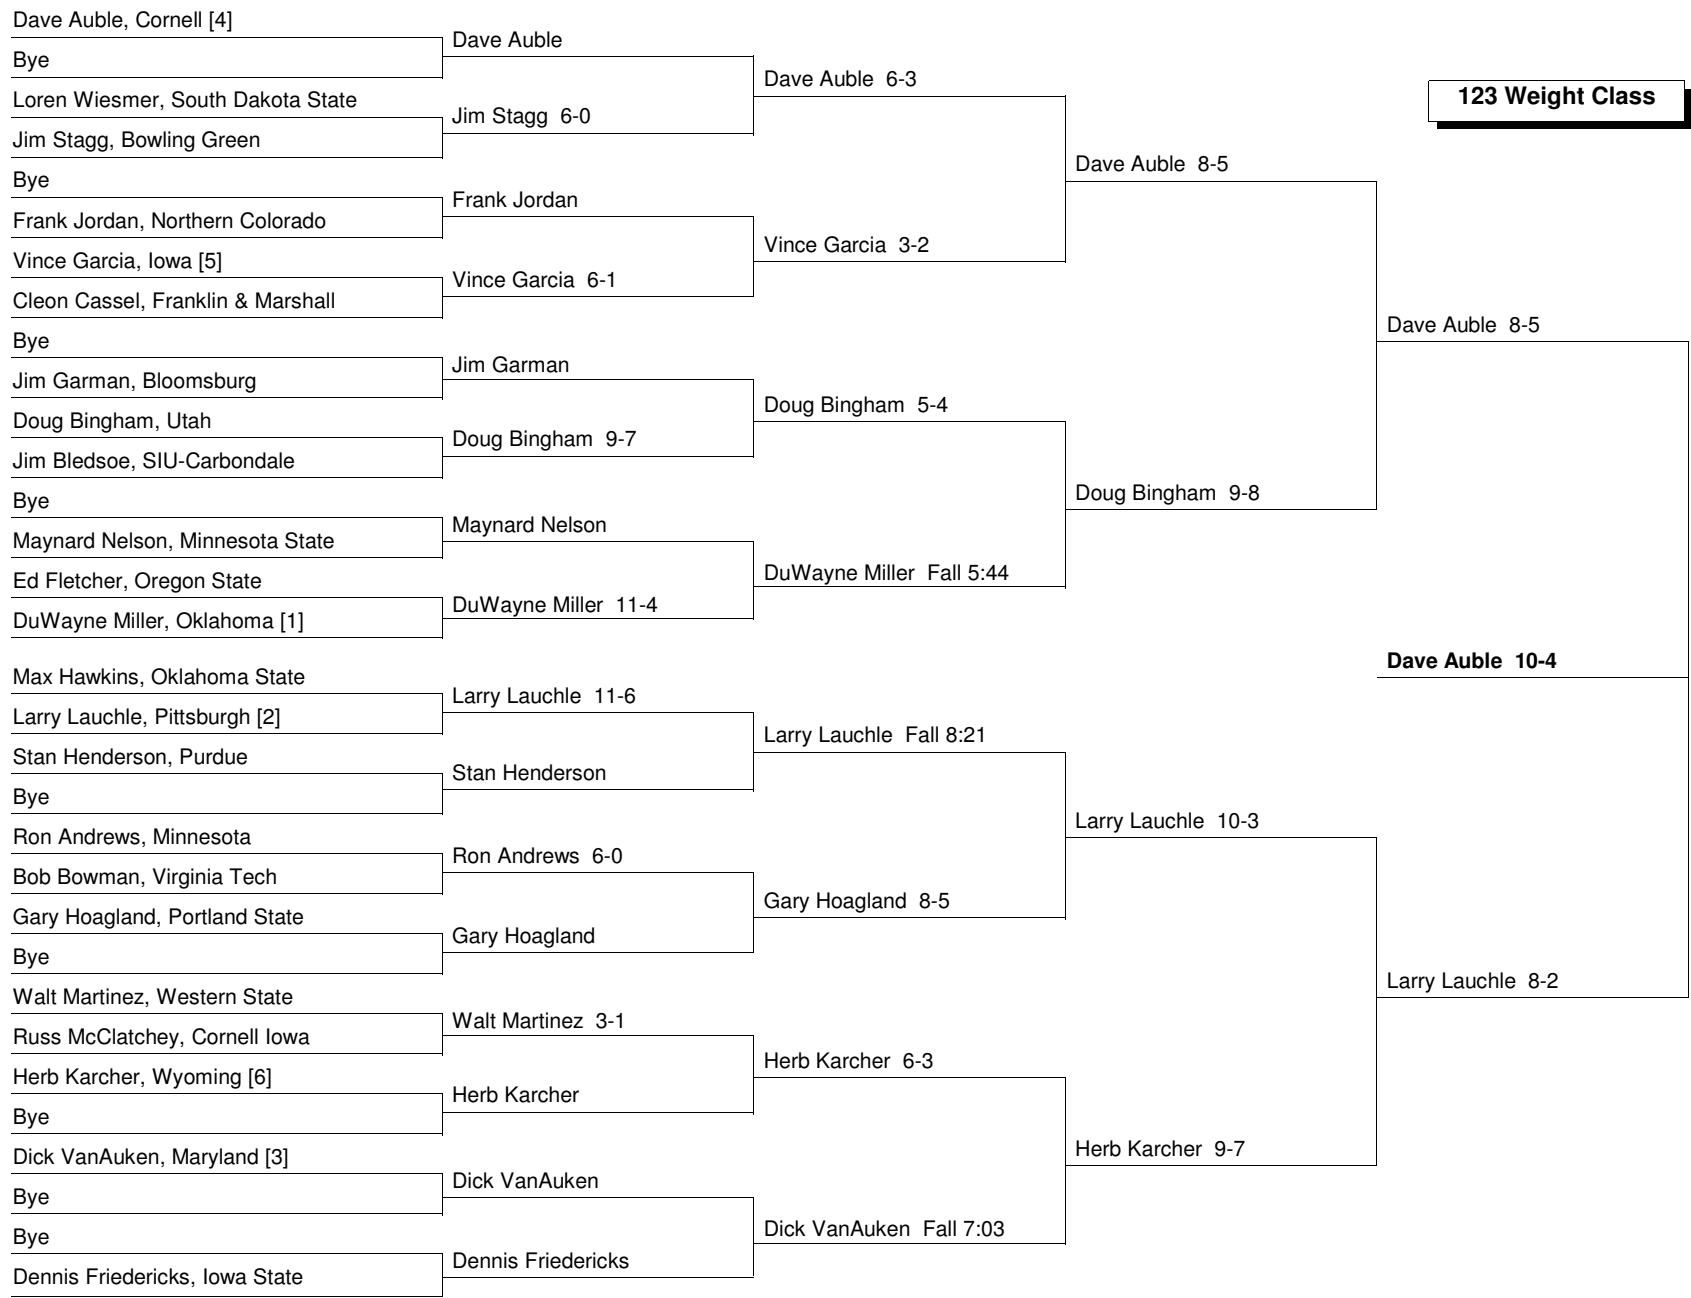 Dave Auble, Cornell [4]
Bye
Loren Wiesmer, South Dakota State
Jim Stagg, Bowling Green
Bye
Frank Jordan, Northern Colorado
Vince Garcia, Iowa [5]
Cleon Cassel, Franklin & Marshall
Bye
Jim Garman, Bloomsburg
Doug Bingham, Utah
Jim Bledsoe, SIU-Carbondale
Bye
Maynard Nelson, Minnesota State
Ed Fletcher, Oregon State
DuWayne Miller, Oklahoma [1]
Max Hawkins, Oklahoma State
Larry Lauchle, Pittsburgh [2]
Stan Henderson, Purdue
Bye
Ron Andrews, Minnesota
Bob Bowman, Virginia Tech
Gary Hoagland, Portland State
Bye
Walt Martinez, Western State
Russ McClatchey, Cornell Iowa
Herb Karcher, Wyoming [6]
Bye
Dick VanAuken, Maryland [3]
Bye
Bye
Dennis Friedericks, Iowa State
Dave Auble
Jim Stagg 6-0
Frank Jordan
Vince Garcia 6-1
Jim Garman
Doug Bingham 9-7
Maynard Nelson
DuWayne Miller 11-4
Larry Lauchle 11-6
Stan Henderson
Ron Andrews 6-0
Gary Hoagland
Walt Martinez 3-1
Herb Karcher
Dick VanAuken
Dennis Friedericks
Dave Auble 6-3
Vince Garcia 3-2
Doug Bingham 5-4
DuWayne Miller Fall 5:44
Larry Lauchle Fall 8:21
Gary Hoagland 8-5
Herb Karcher 6-3
Dick VanAuken Fall 7:03
Dave Auble 8-5
Doug Bingham 9-8
Larry Lauchle 10-3
Herb Karcher 9-7
Dave Auble 8-5
Larry Lauchle 8-2
Dave Auble 10-4
123 Weight Class